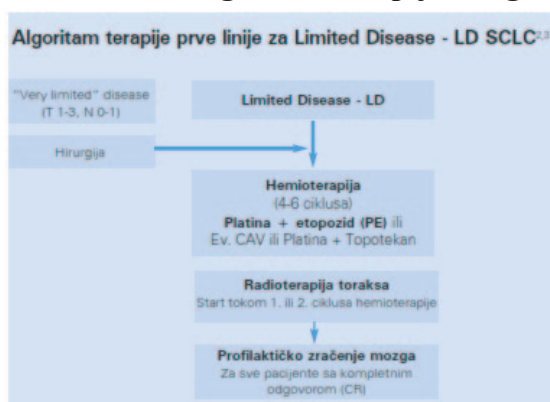 Algoritam terapije prve linije za Limited Disease - LD SCLC2,3
"Very limited" disease
(T 1-3, N 0-1)
Hirurgija
Limited Disease - LD
Hemioterapija
(4-6 ciklusa)
Platina + etopozid (PE) ili
Ev. CAV ili Platina + Topotekan
Radioterapija toraksa
Start tokom 1. ili 2. ciklusa hemioterapije
Profilaktičko zračenje mozga
Za sve pacijente sa kompletnim
odgovorom (CR)